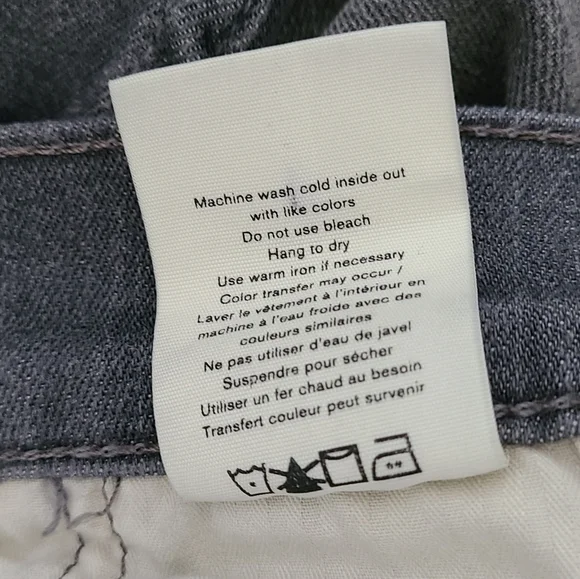 Machine wash cold inside out
with like colors
Do not use bleach
Hang to dry
Use warm iron if necessary
Color transfer may occur /
Laver le vêtement à l'intérieur en
machine à l'eau froide avec des
couleurs similaires
Ne pas utiliser d'eau de javel
Suspendre pour sécher
Utiliser un fer chaud au besoin
Transfert couleur peut survenir